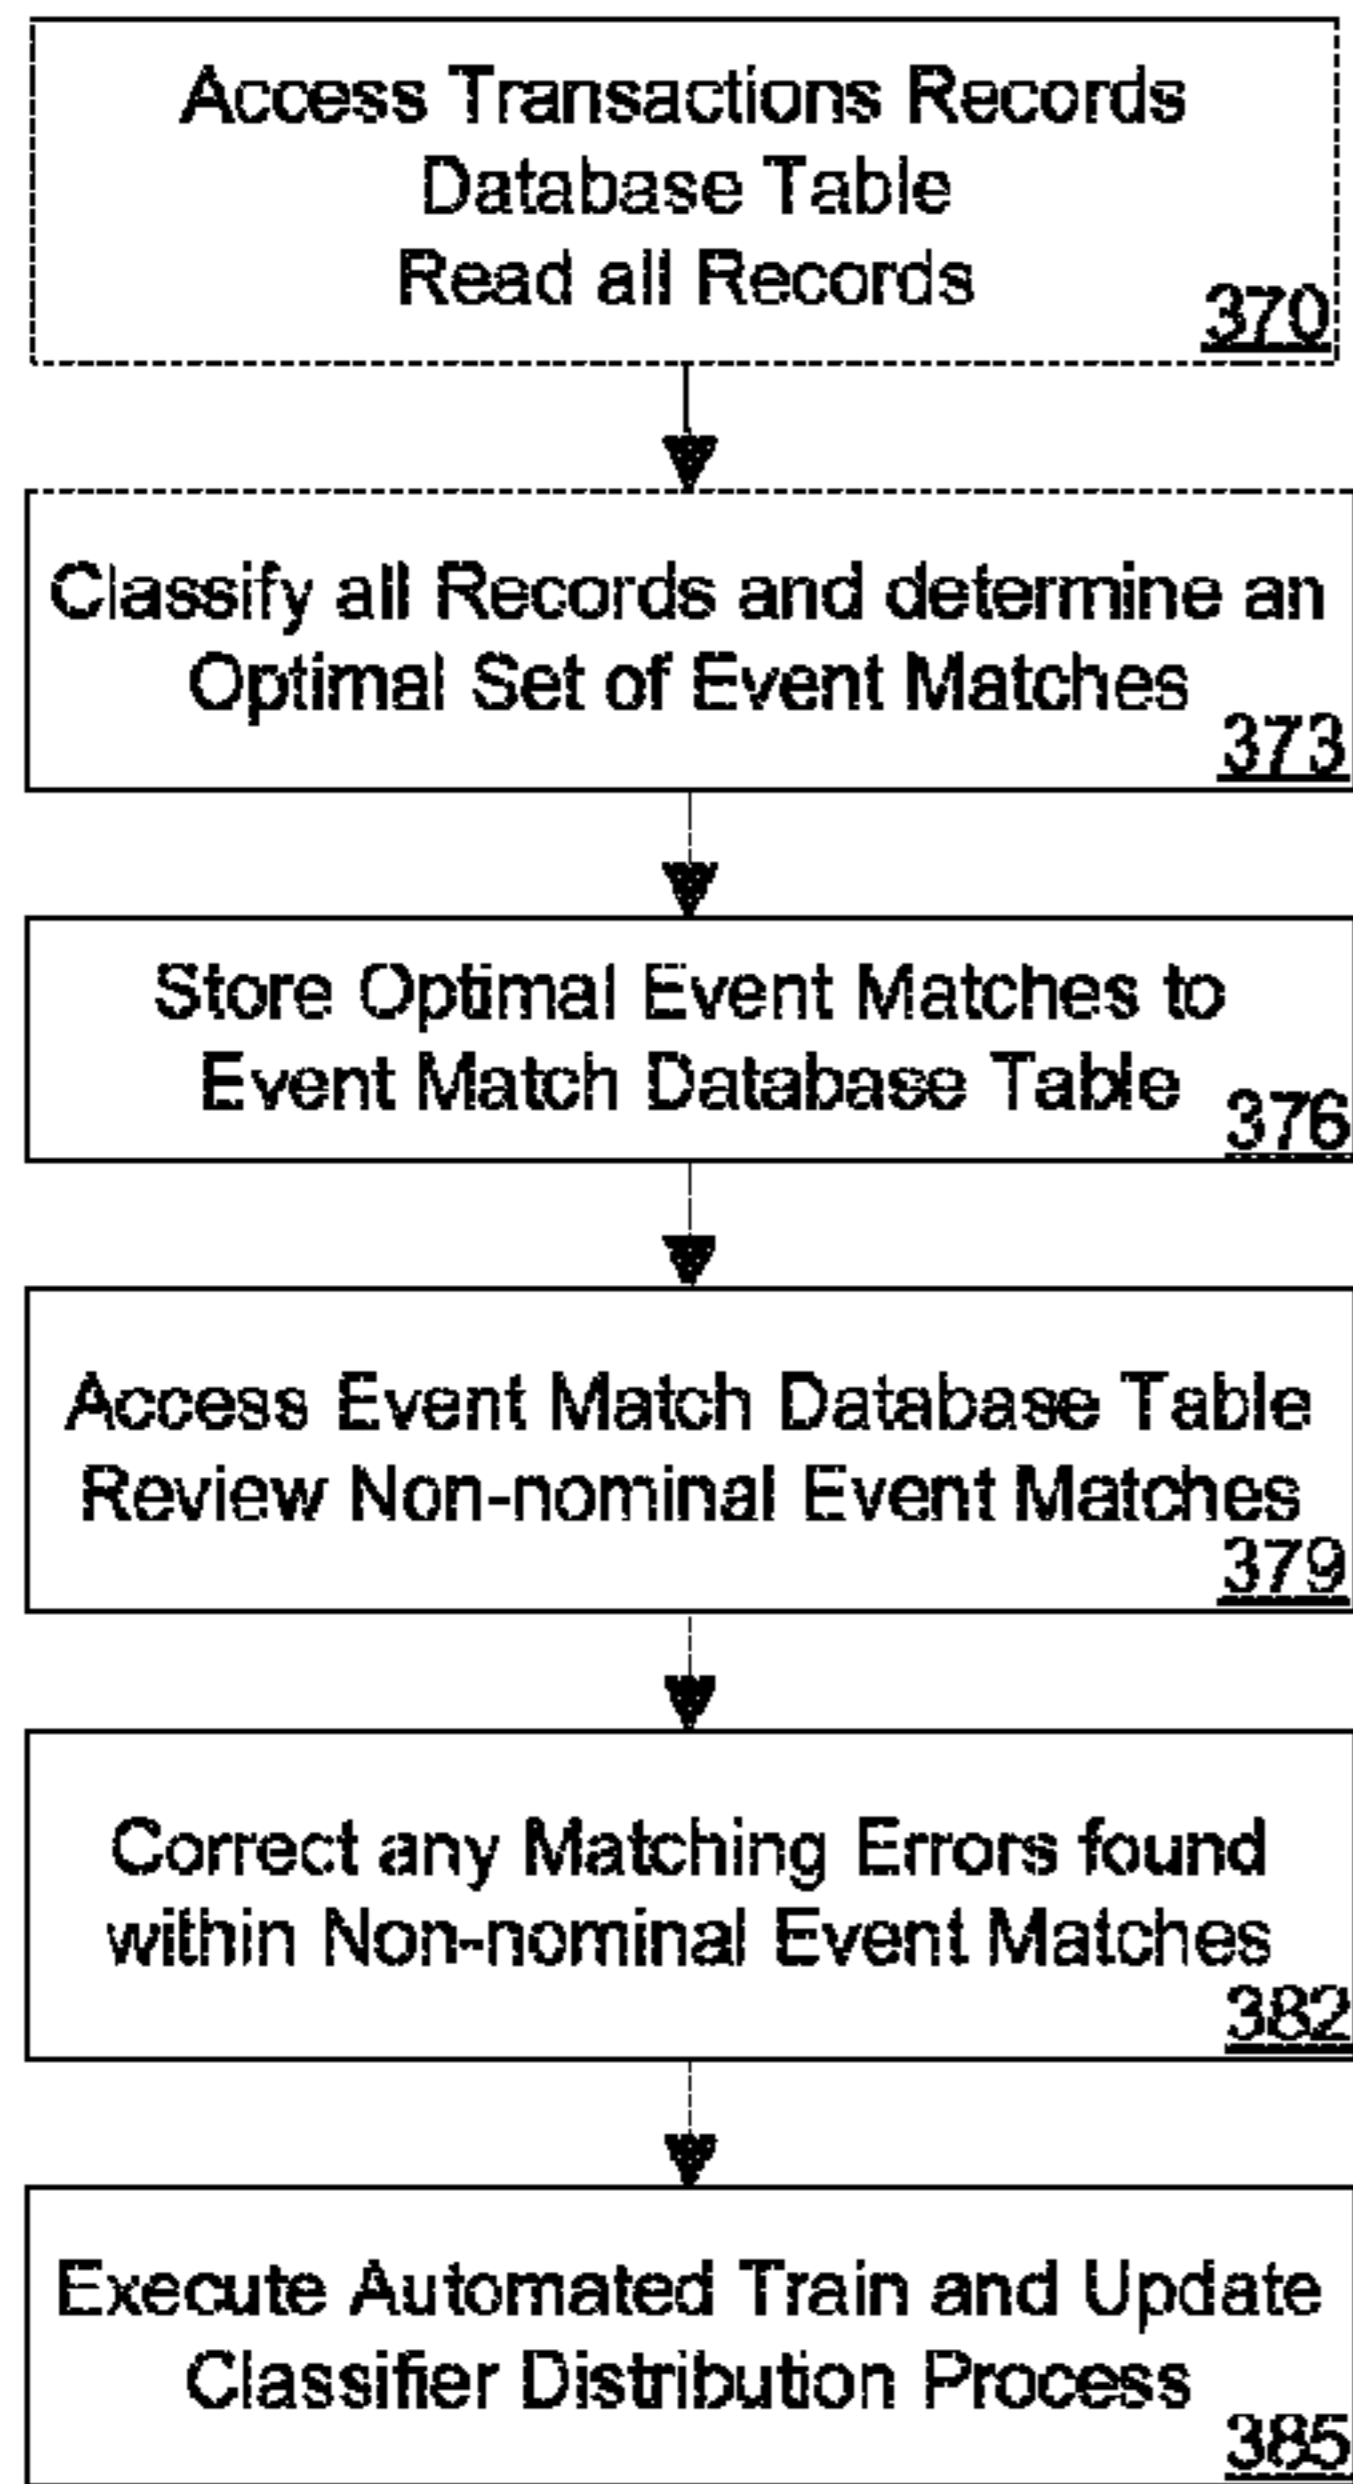 Access Transactions Records
Database Table
Read all Records
370
Classify all Records and determine an
Optimal Set of Event Matches
373
Store Optimal Event Matches to
Event Match Database Table
376
Access Event Match Database Table
Review Non-nominal Event Matches
379
Correct any Matching Errors found
within Non-nominal Event Matches
382
Execute Automated Train and Update
Classifier Distribution Process
385